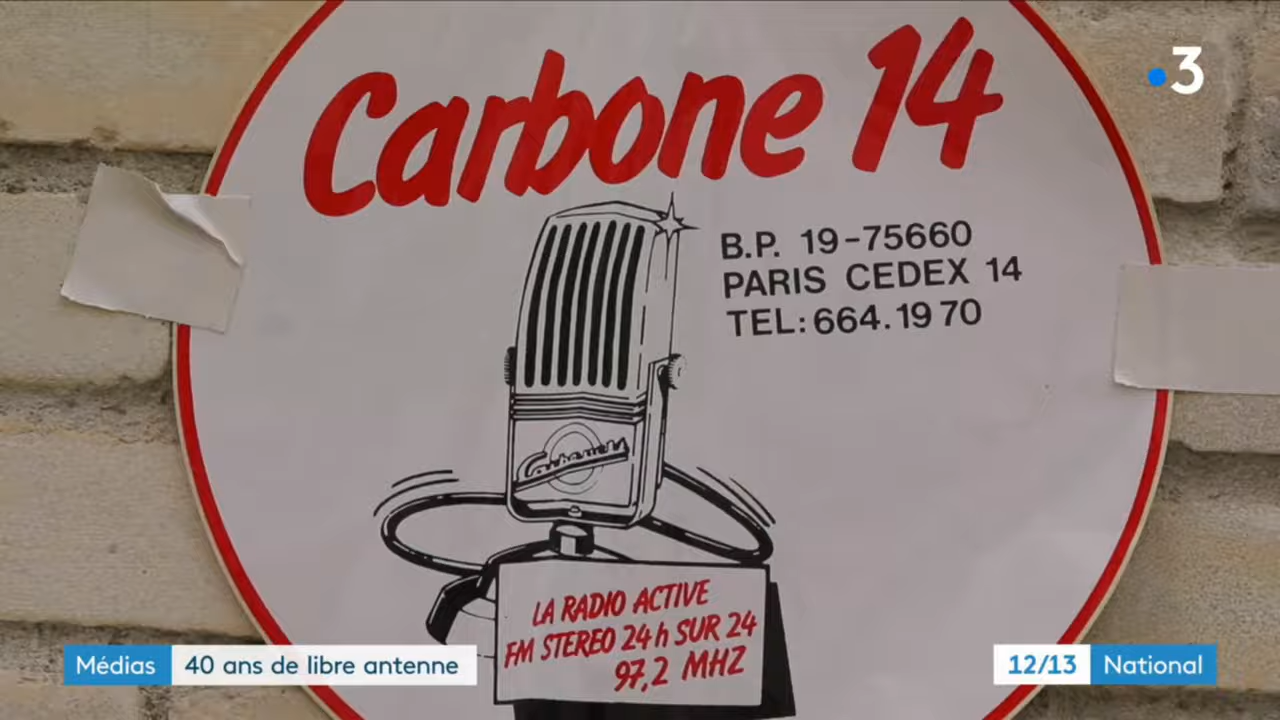 Carbone 14
3
B.P. 19-75660
PARIS CEDEX 14
TEL: 664.19 70
LA RADIO ACTIVE
FM STEREO 24 h SUR 24
97,2 MHZ
Médias
40 ans de libre antenne
12/13
National